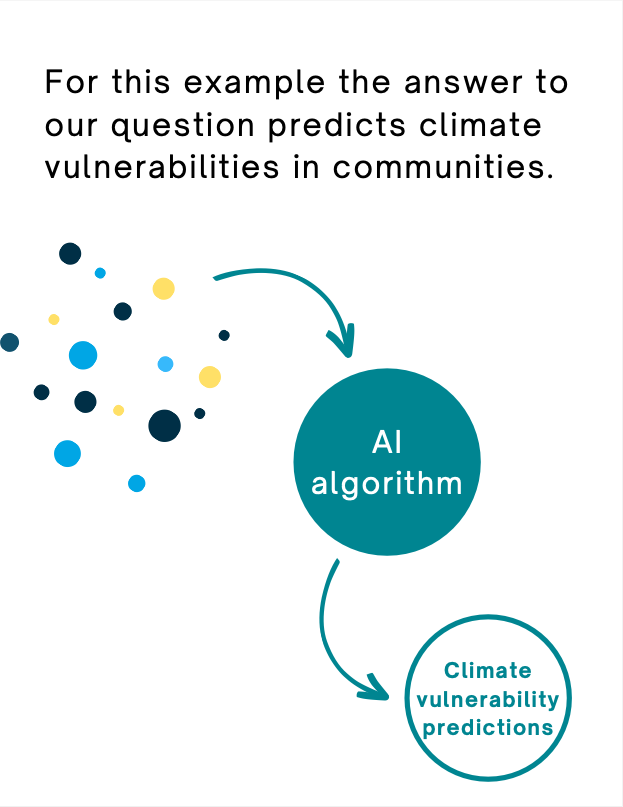 For this example the answer to
our question predicts climate
vulnerabilities in communities.
AI
algorithm
Climate
vulnerability
predictions